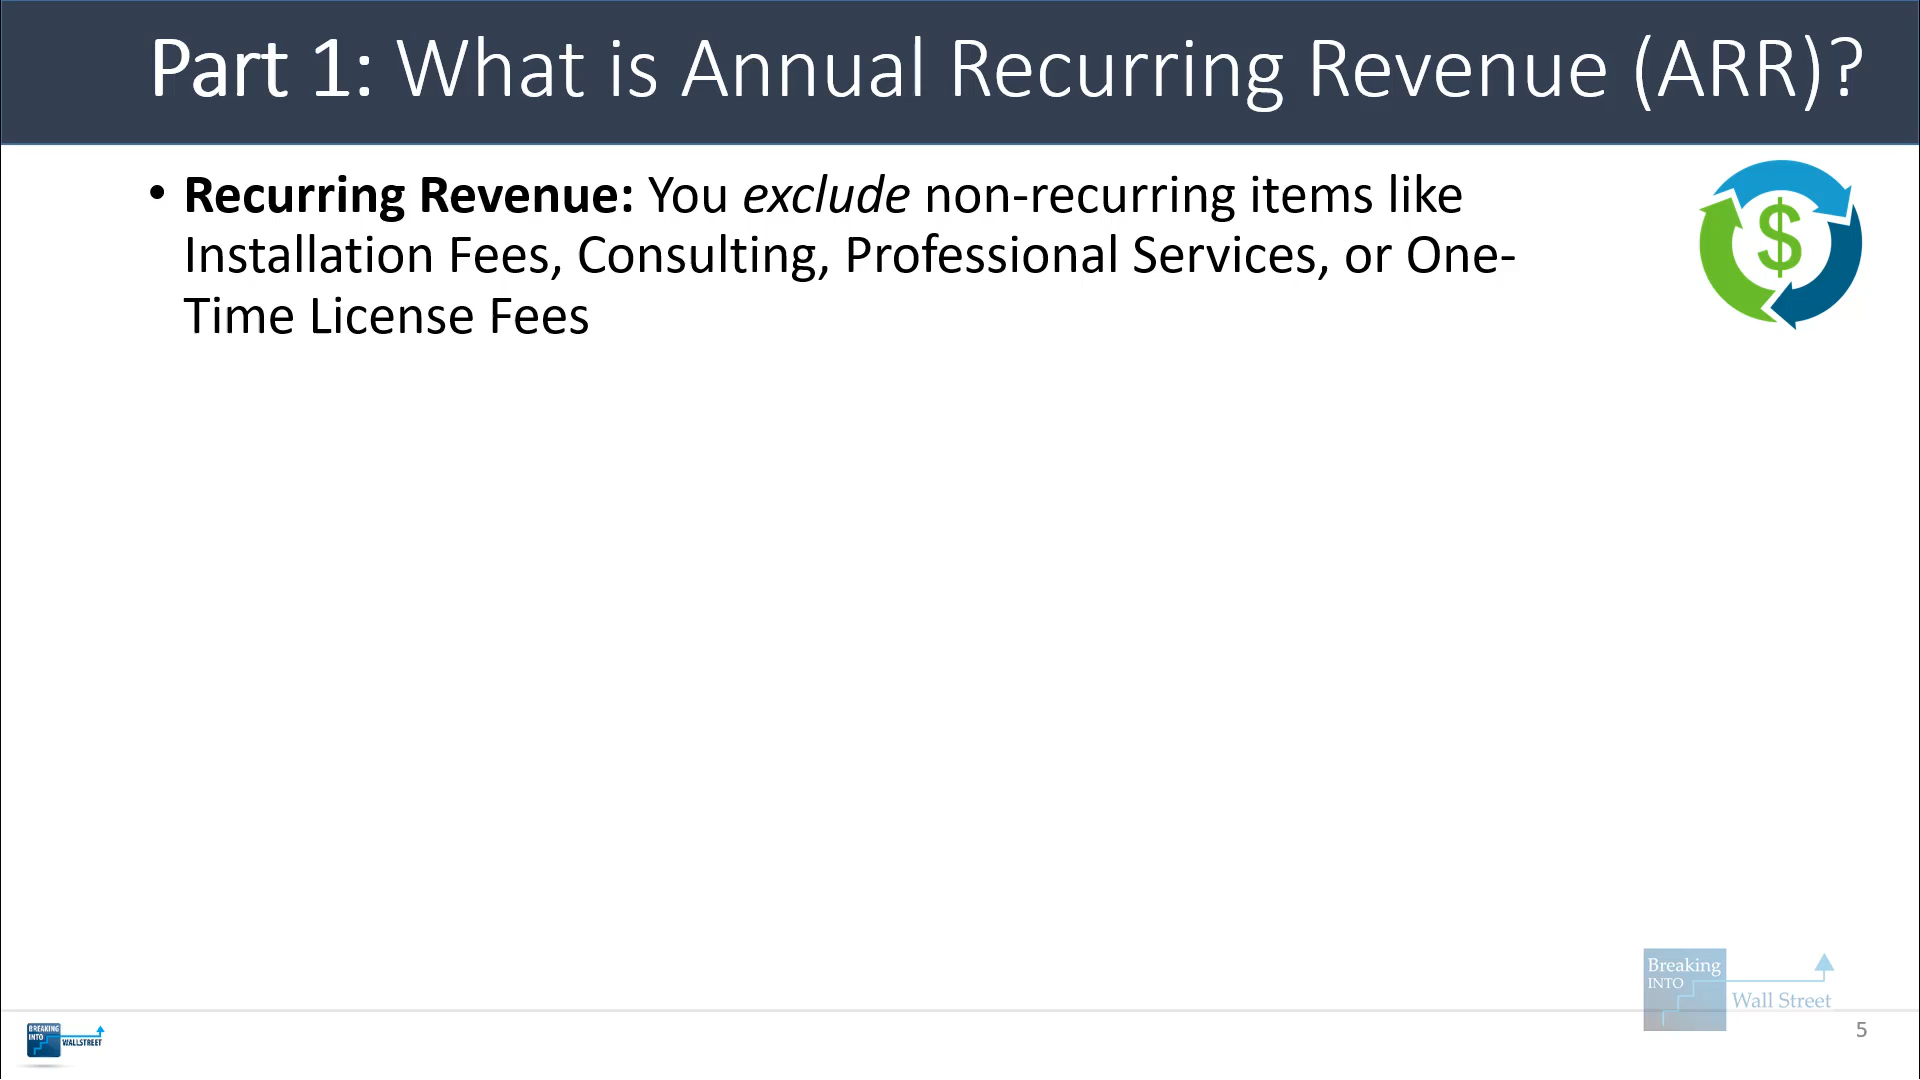 Part 1: What is Annual Recurring Revenue (ARR)?
• Recurring Revenue: You exclude non-recurring items like
Installation Fees, Consulting, Professional Services, or One-
Time License Fees
$
Breaking
INTO
Wall Street
BREAKING
INTO
WALLSTREET
5